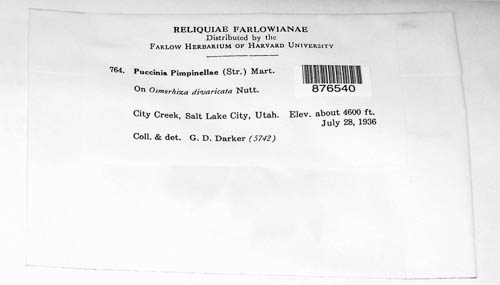 RELIQUIAE FARLOWIANAE
Distributed by the
FARLOW HERBARIUM OF HARVARD UNIVERSITY
764. Puccinia Pimpinellae (Str.) Mart.
On Osmorhiza divaricata Nutt.
876540
City Creek, Salt Lake City, Utah. Elev. about 4600 ft.
July 28, 1936
Coll. & det. G. D. Darker (5742)